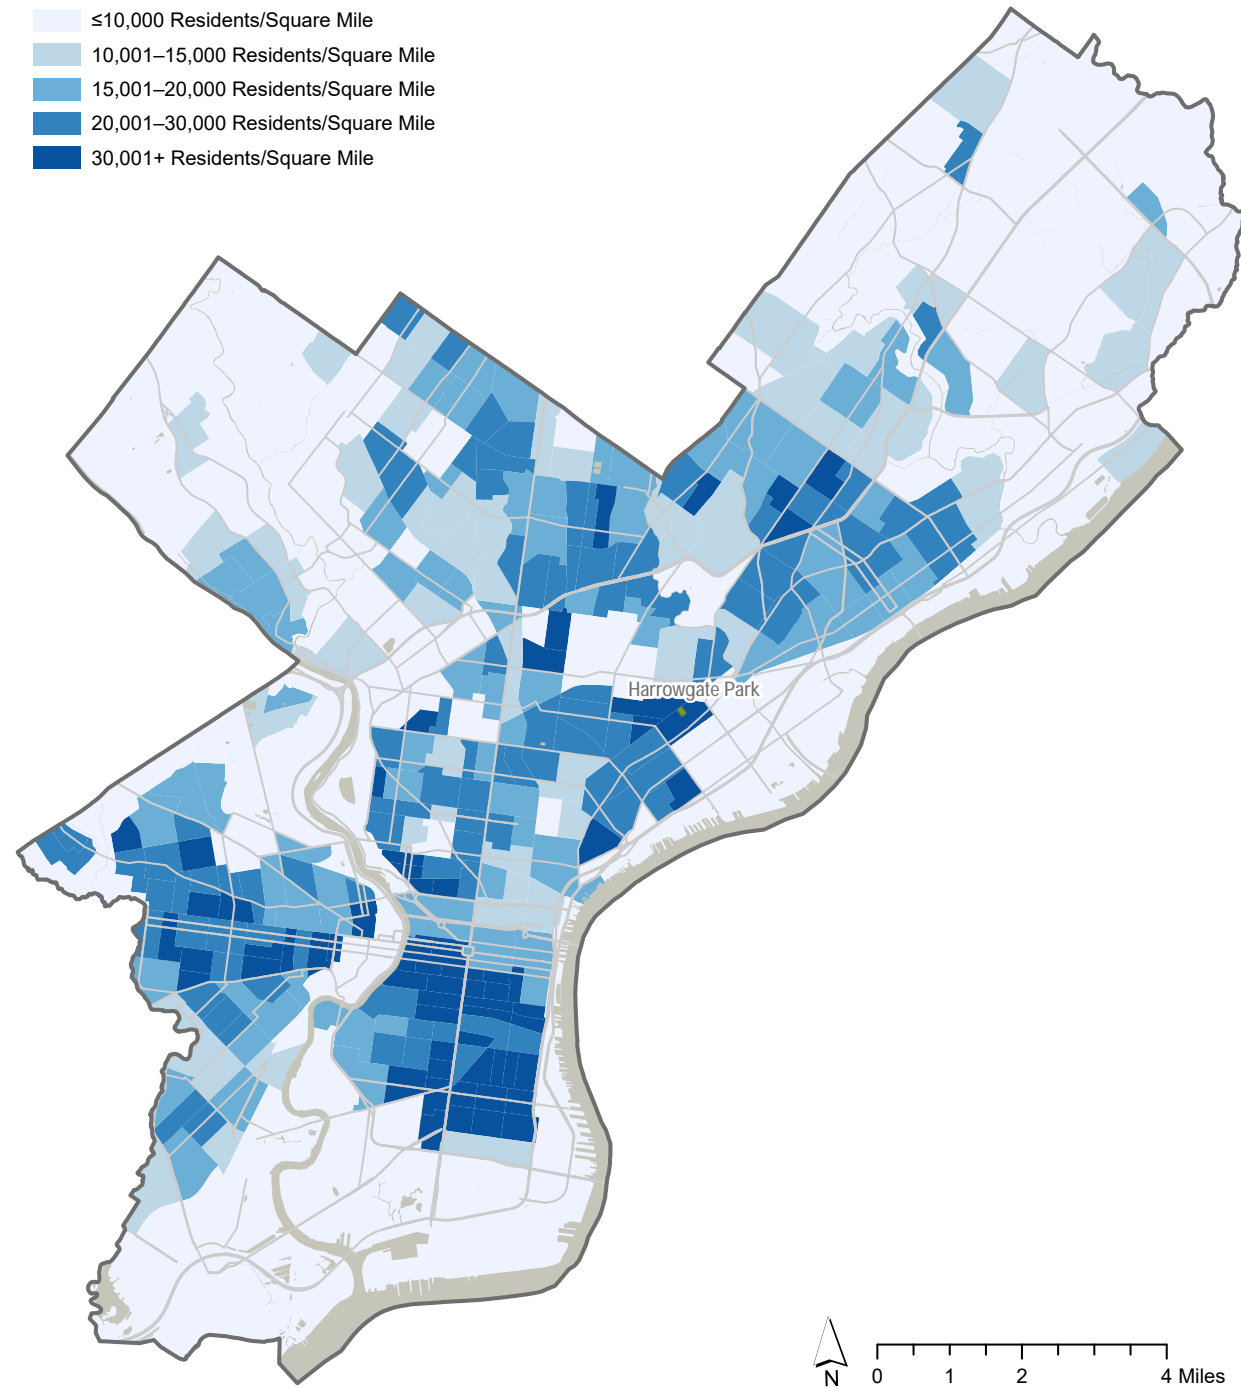 ≤10,000 Residents/Square Mile
10,001–15,000 Residents/Square Mile
15,001–20,000 Residents/Square Mile
20,001–30,000 Residents/Square Mile
30,001+ Residents/Square Mile
Harrowgate Park
N
0 1 2 4 Miles